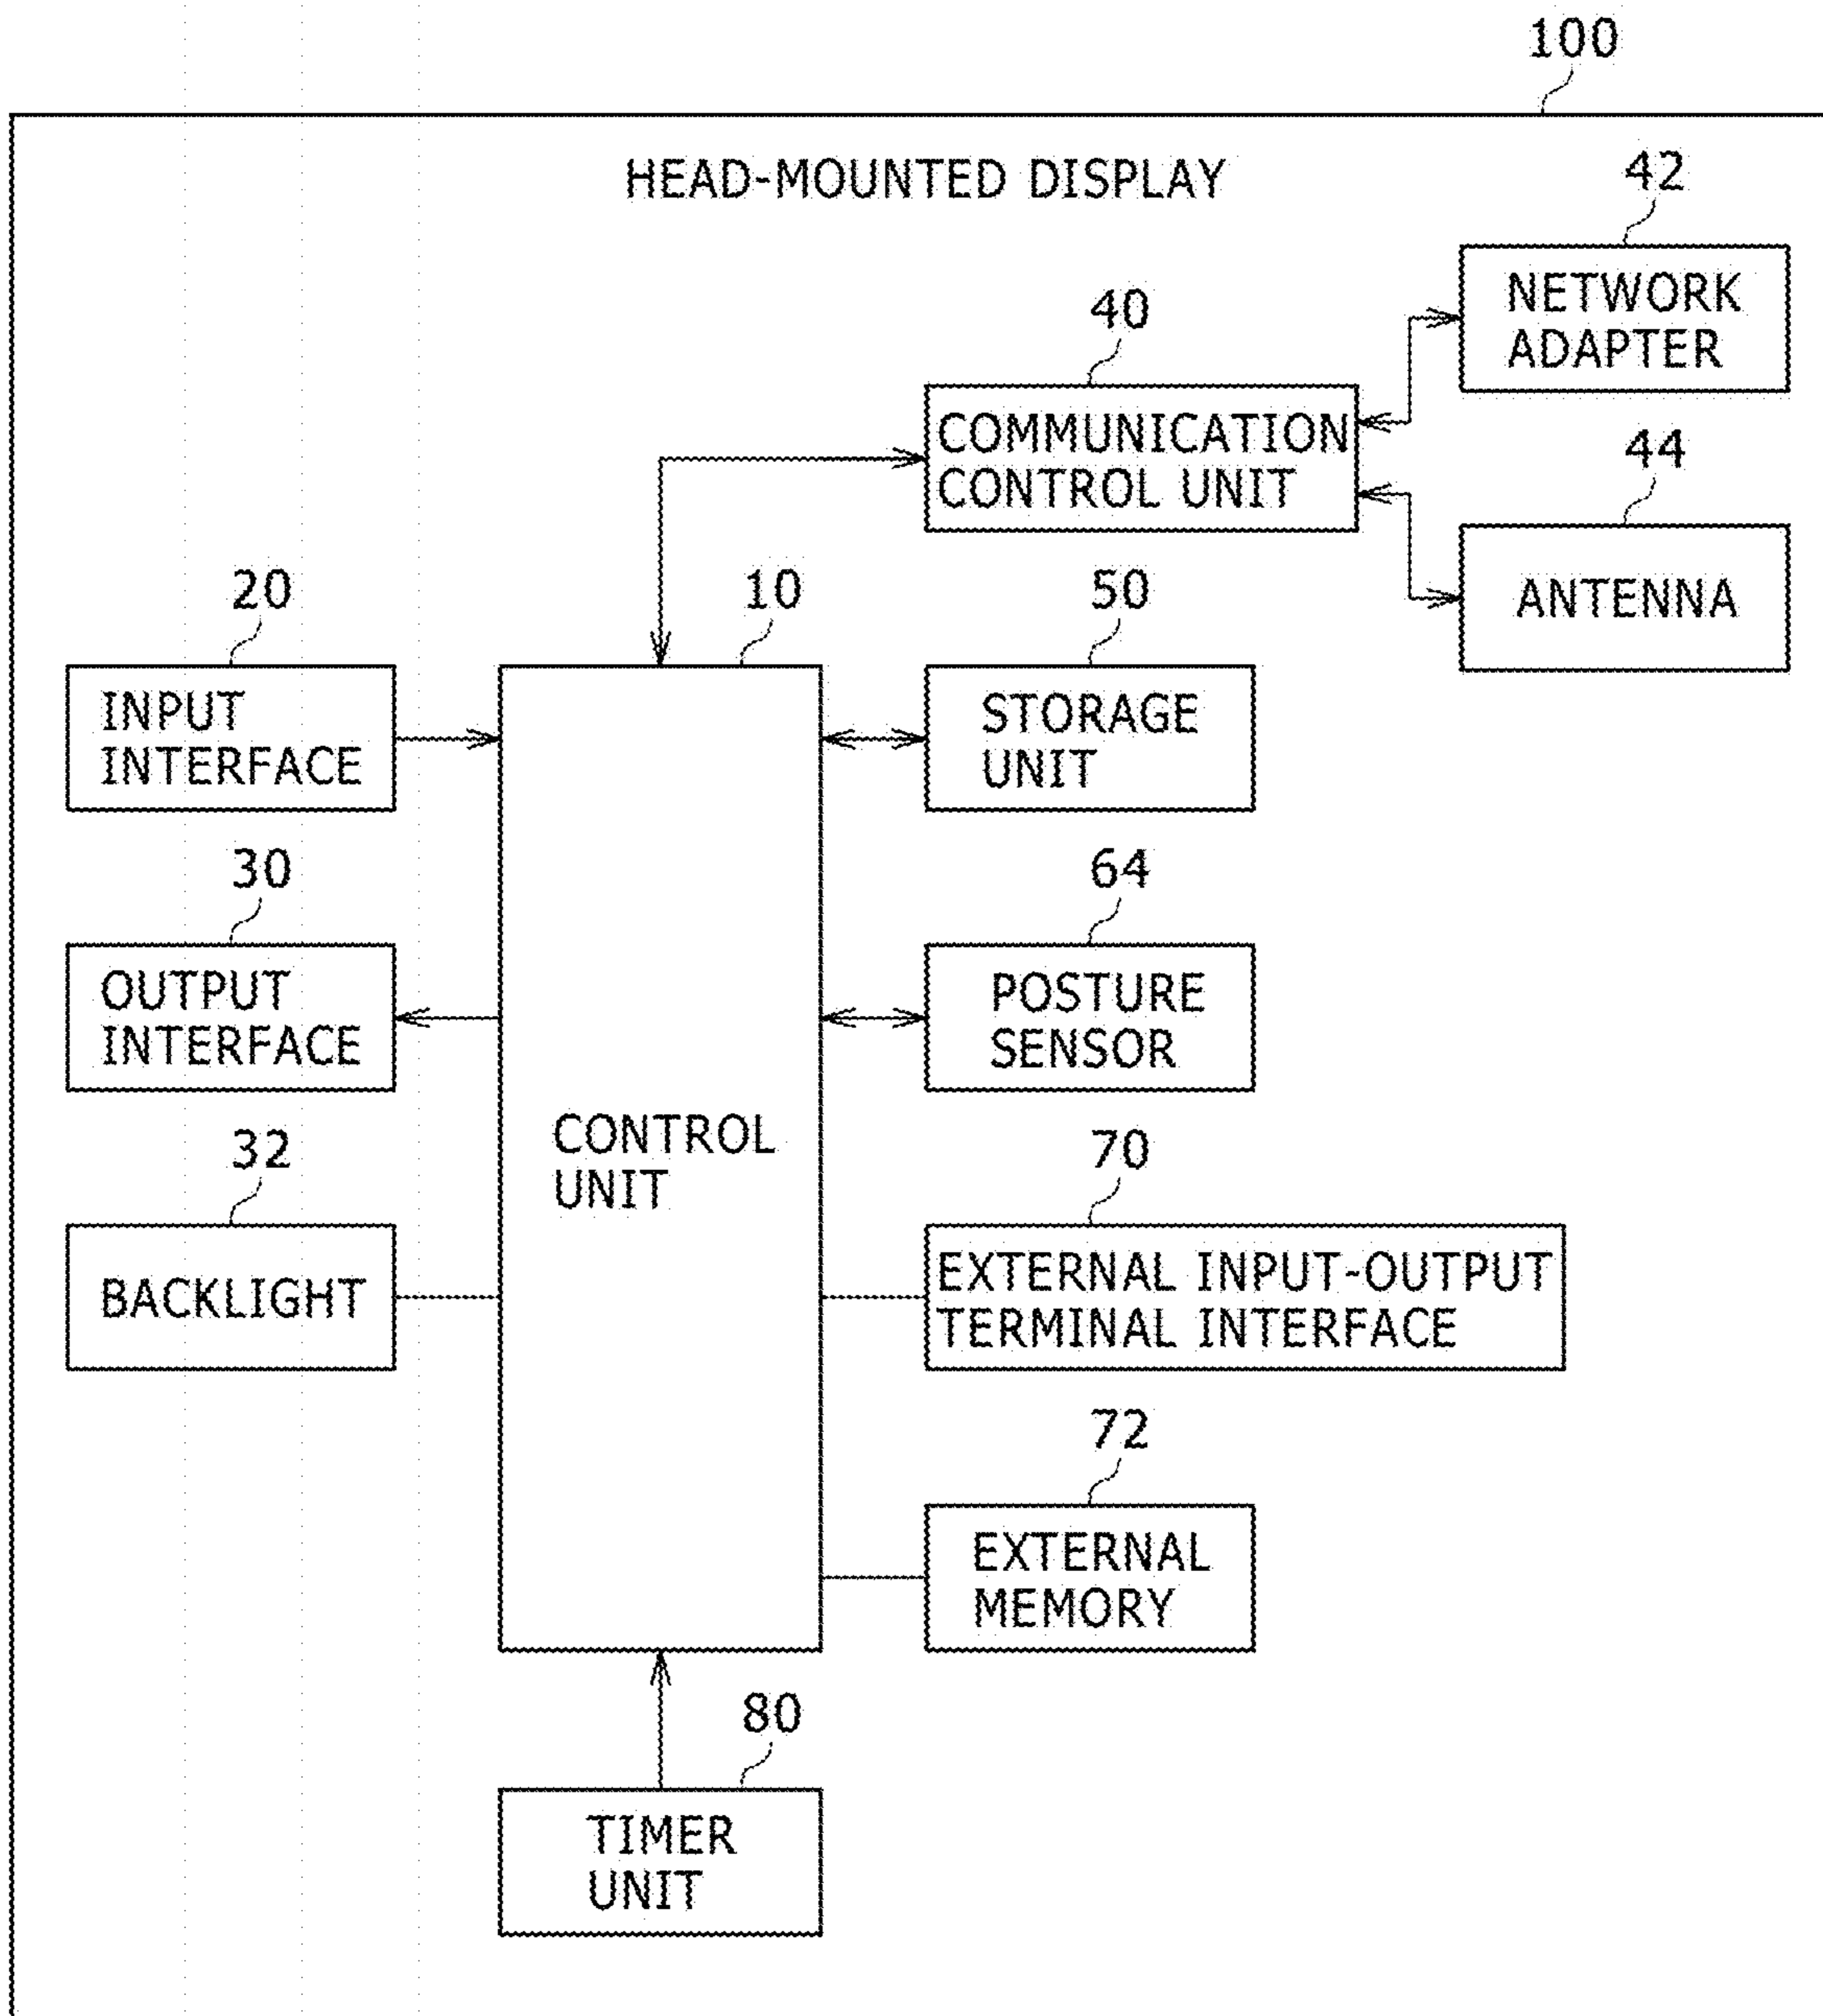 100
HEAD-MOUNTED DISPLAY
42
NETWORK
ADAPTER
40
COMMUNICATION
CONTROL UNIT
44
ANTENNA
20
INPUT
INTERFACE
10
CONTROL
UNIT
50
STORAGE
UNIT
30
OUTPUT
INTERFACE
64
POSTURE
SENSOR
32
BACKLIGHT
70
EXTERNAL INPUT-OUTPUT
TERMINAL INTERFACE
72
EXTERNAL
MEMORY
80
TIMER
UNIT